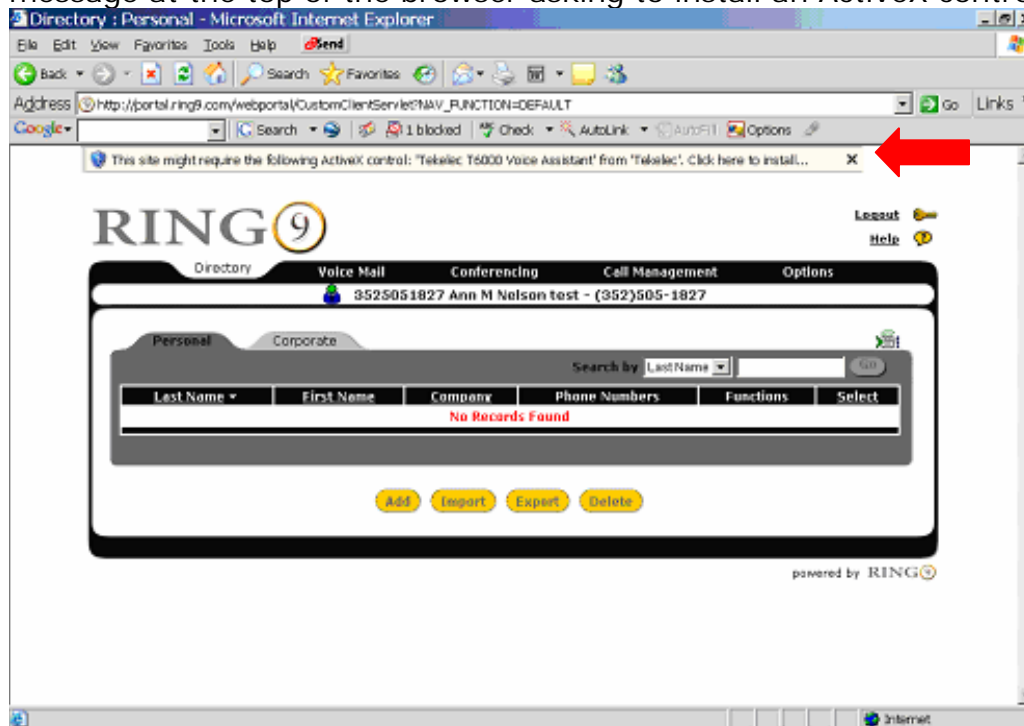 message at the top of the browser asking to install an ActiveX contro
Directory : Personal - Microsoft Internet Explorer
File Edit View Favorites Tools Help Send
Back Search Favorites
Address http://portal.ring9.com/webportal/CustomClientServlet?NAV_FUNCTION=DEFAULT Go Links
Google Search 1 blocked Check AutoLink AutoFill Options
This site might require the following ActiveX control: 'Tekelec T6000 Voice Assistant' from 'Tekelec'. Click here to install... X
RING9
Logout
Help
Directory Voice Mail Conferencing Call Management Options
3525051827 Ann M Nelson test - (352)505-1827
Personal Corporate
Search by Last Name GO
Last Name First Name Company Phone Numbers Functions Select
No Records Found
Add Import Export Delete
powered by RING9
Internet